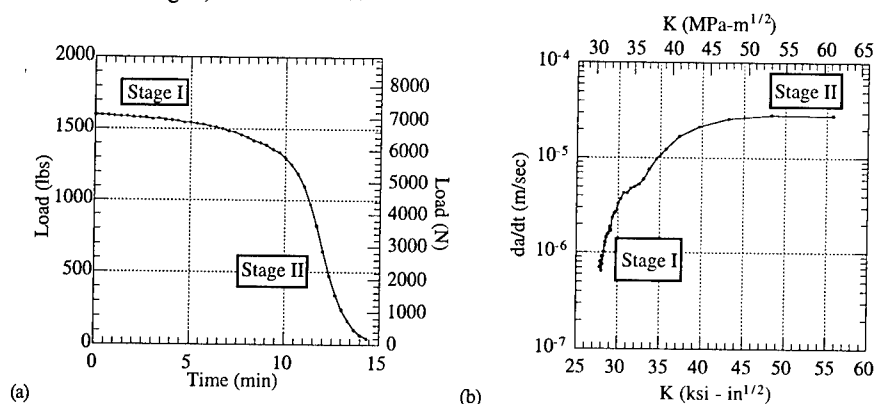 2000
1500
1000
500
0
Load (lbs)
Stage I
Stage II
8000
7000
6000
5000
4000
3000
2000
1000
0
Load (N)
0 5 10 15
Time (min)
(a)
K (MPa-m1/2)
30 35 40 45 50 55 60 65
10-4
10-5
10-6
10-7
da/dt (m/sec)
Stage II
Stage I
25 30 35 40 45 50 55 60
K (ksi - in1/2)
(b)